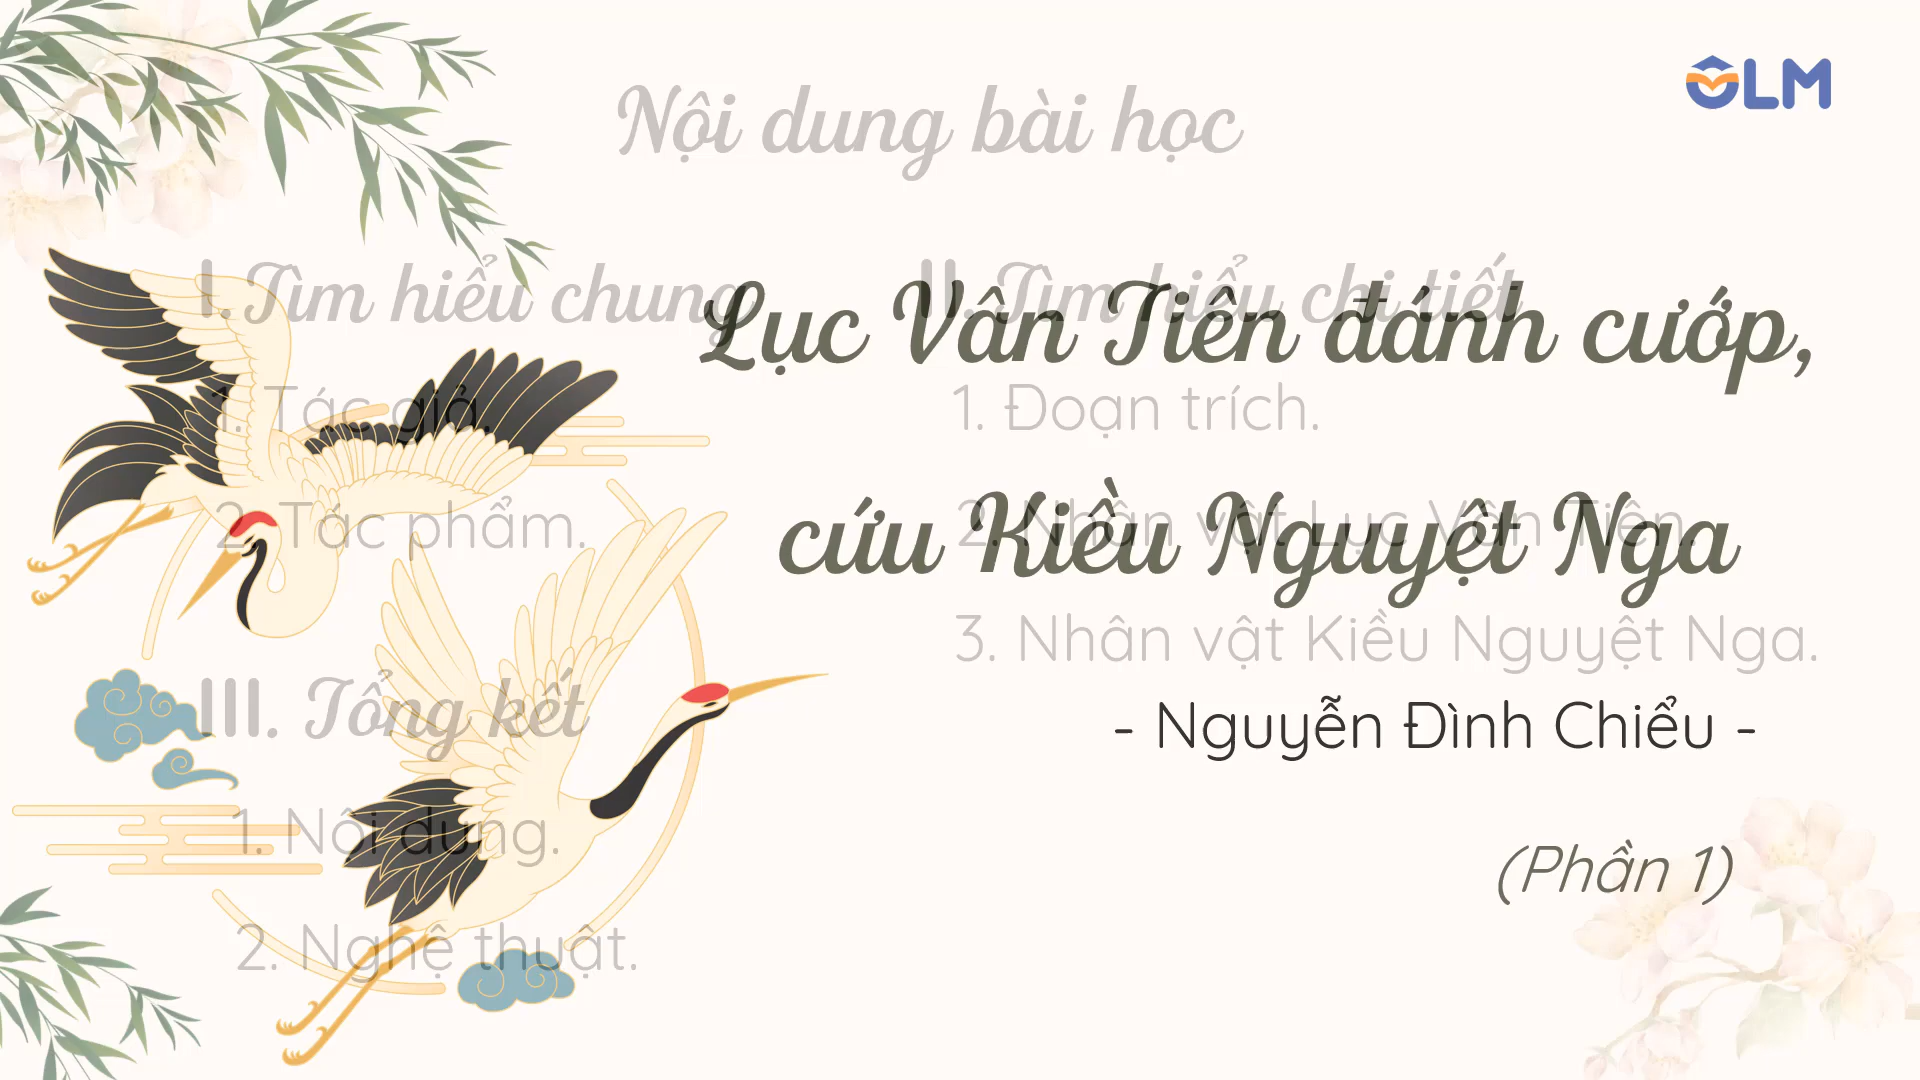 OLM
Nội dung bài học
I. Tìm hiểu chung
1. Tác giả.
2. Tác phẩm.
II. Tìm hiểu chi tiết
1. Đoạn trích.
2. Nhân vật Lục Vân Tiên.
3. Nhân vật Kiều Nguyệt Nga.
III. Tổng kết
1. Nội dung.
2. Nghệ thuật.
Lục Vân Tiên đánh cướp,
cứu Kiều Nguyệt Nga
- Nguyễn Đình Chiểu -
(Phần 1)